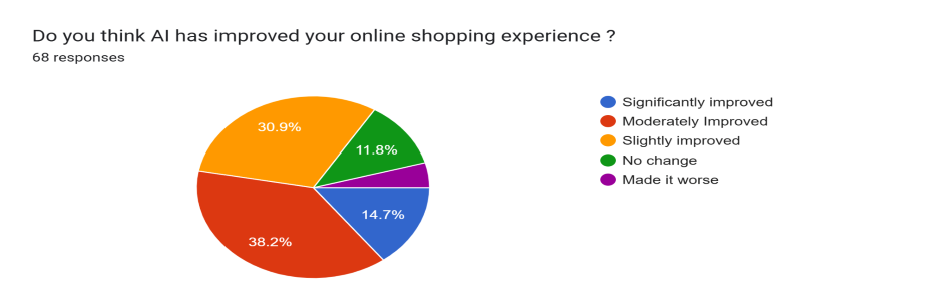 Do you think AI has improved your online shopping experience ?
68 responses
30.9%
11.8%
14.7%
38.2%
Significantly improved
Moderately Improved
Slightly improved
No change
Made it worse